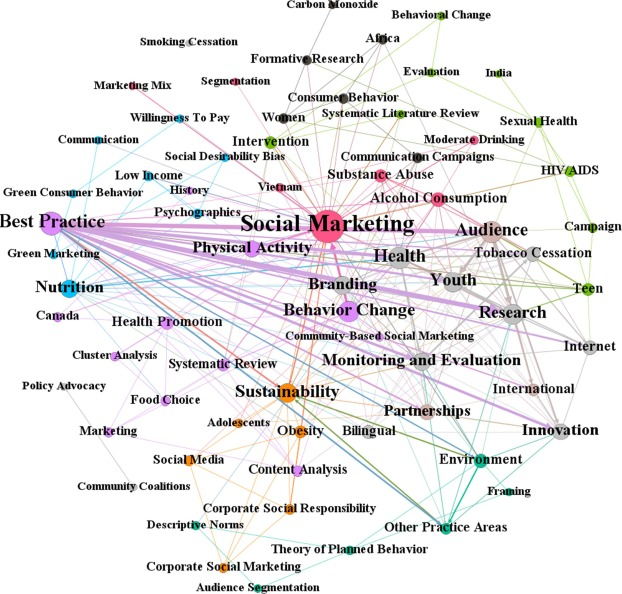 Carbon Monoxide
Behavioral Change
Smoking Cessation
Africa
Formative Research
Evaluation
India
Marketing Mix
Segmentation
Consumer Behavior
Willingness To Pay
Women
Systematic Literature Review
Sexual Health
Communication
Intervention
Moderate Drinking
Social Desirability Bias
Communication Campaigns
Low Income
Substance Abuse
HIV/AIDS
Green Consumer Behavior
History
Vietnam
Alcohol Consumption
Psychographics
Best Practice
Social Marketing
Audience
Campaign
Physical Activity
Green Marketing
Health
Tobacco Cessation
Nutrition
Branding
Youth
Teen
Canada
Health Promotion
Behavior Change
Research
Community-Based Social Marketing
Internet
Cluster Analysis
Systematic Review
Monitoring and Evaluation
Policy Advocacy
Food Choice
Sustainability
International
Adolescents
Partnerships
Marketing
Obesity
Bilingual
Innovation
Social Media
Content Analysis
Environment
Community Coalitions
Framing
Corporate Social Responsibility
Descriptive Norms
Other Practice Areas
Theory of Planned Behavior
Corporate Social Marketing
Audience Segmentation